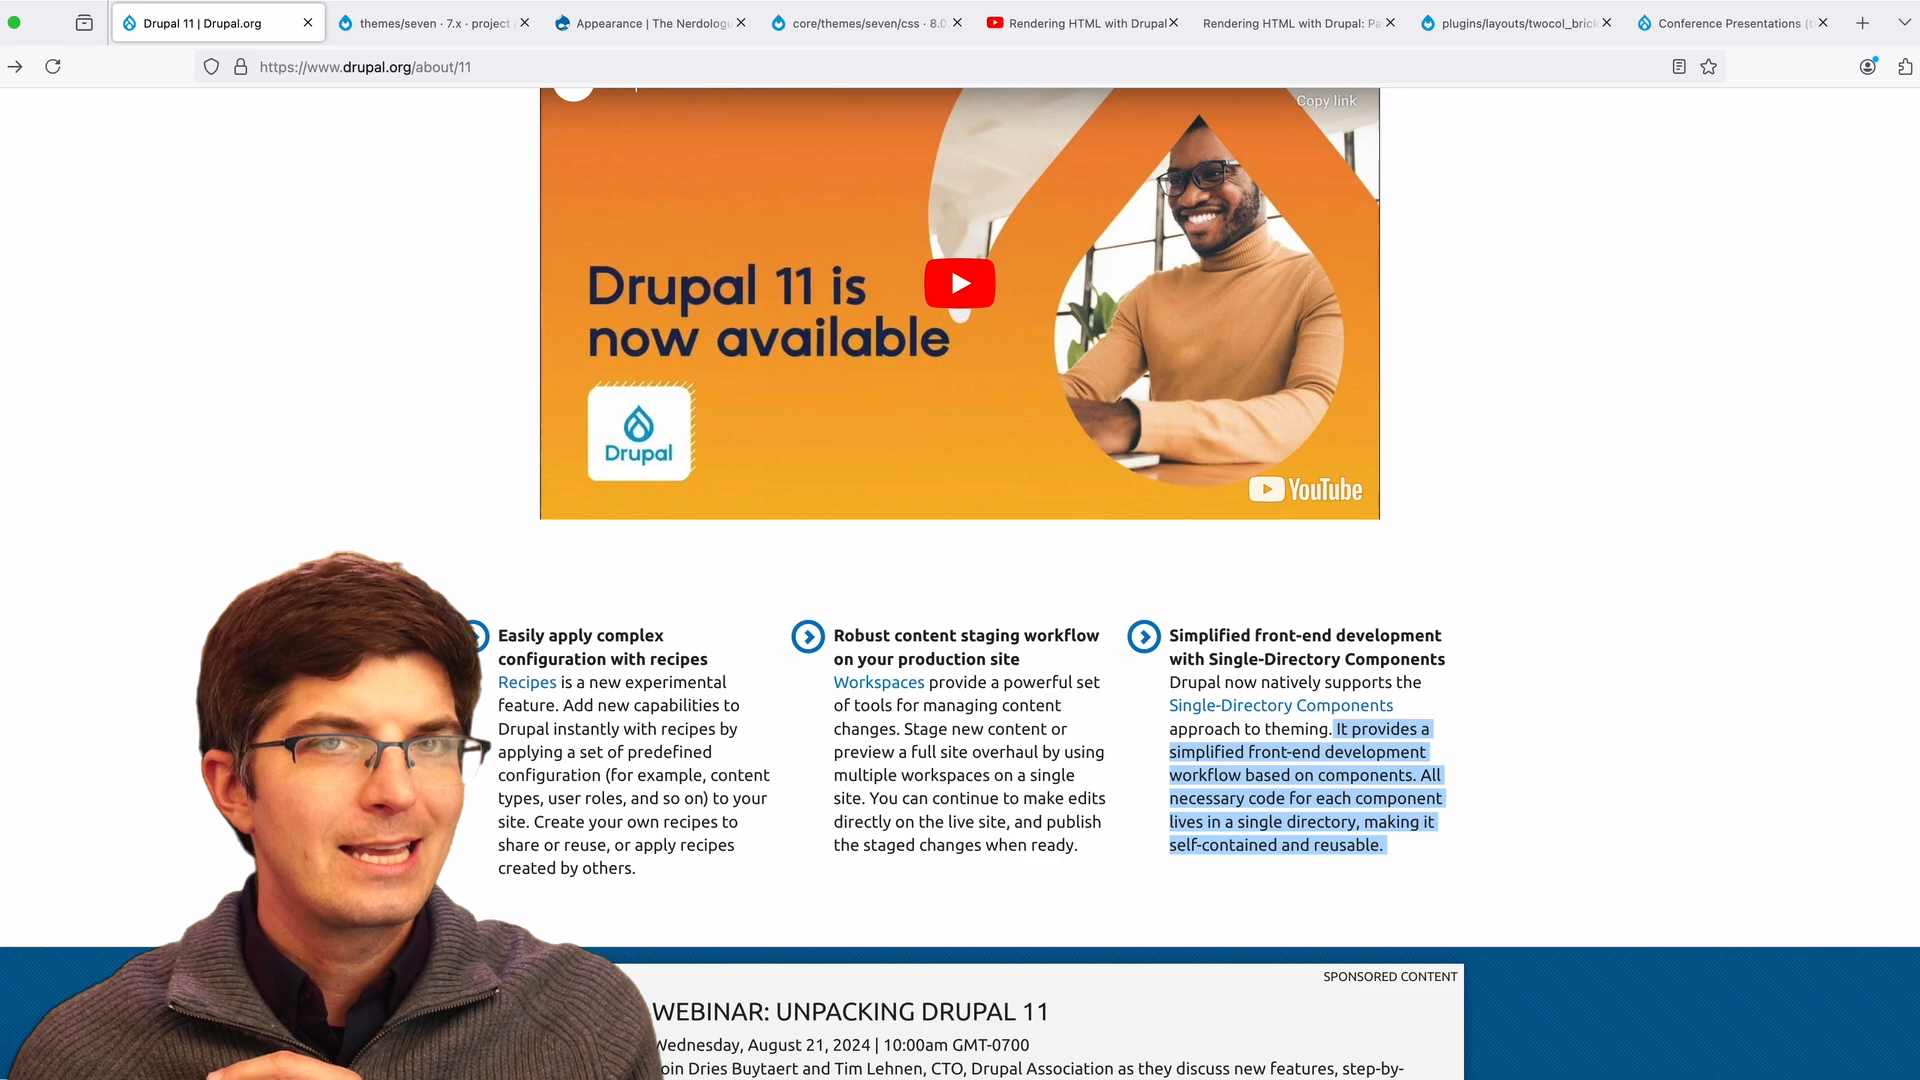 Drupal 11 | Drupal.org
themes/seven · 7.x · project
Appearance | The Nerdolog
core/themes/seven/css · 8.0.
Rendering HTML with Drupal
Rendering HTML with Drupal: Pa
plugins/layouts/twocol_bric
Conference Presentations (
https://www.drupal.org/about/11
Copy link
Drupal 11 is
now available
Drupal
YouTube
Easily apply complex
configuration with recipes
Recipes is a new experimental
feature. Add new capabilities to
Drupal instantly with recipes by
applying a set of predefined
configuration (for example, content
types, user roles, and so on) to your
site. Create your own recipes to
share or reuse, or apply recipes
created by others.
Robust content staging workflow
on your production site
Workspaces provide a powerful set
of tools for managing content
changes. Stage new content or
preview a full site overhaul by using
multiple workspaces on a single
site. You can continue to make edits
directly on the live site, and publish
the staged changes when ready.
Simplified front-end development
with Single-Directory Components
Drupal now natively supports the
Single-Directory Components
approach to theming. It provides a
simplified front-end development
workflow based on components. All
necessary code for each component
lives in a single directory, making it
self-contained and reusable.
SPONSORED CONTENT
WEBINAR: UNPACKING DRUPAL 11
Wednesday, August 21, 2024 | 10:00am GMT-0700
oin Dries Buytaert and Tim Lehnen, CTO, Drupal Association as they discuss new features, step-by-